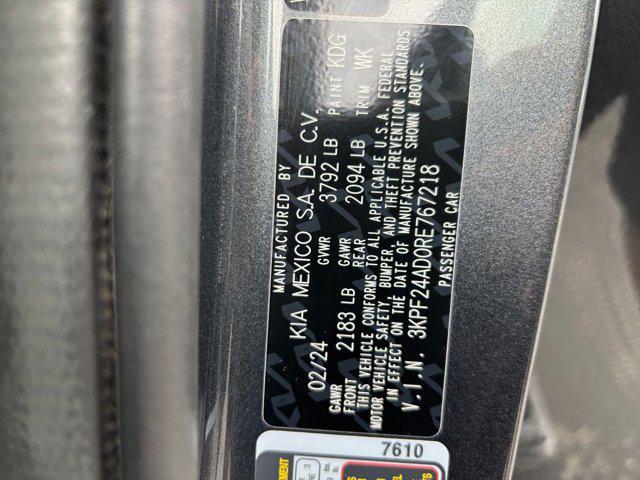 MANUFACTURED BY
KIA MEXICO S.A. DE C.V.
02/24 GVWR 3792 LB PAINT KDG
GAWR FRONT 2183 LB GAWR REAR 2094 LB TRIM WK
THIS VEHICLE CONFORMS TO ALL APPLICABLE U.S.A. FEDERAL
MOTOR VEHICLE SAFETY, BUMPER, AND THEFT PREVENTION STANDARDS
IN EFFECT ON THE DATE OF MANUFACTURE SHOWN ABOVE.
V.I.N. 3KPF24AD0RE767218
PASSENGER CAR
7610